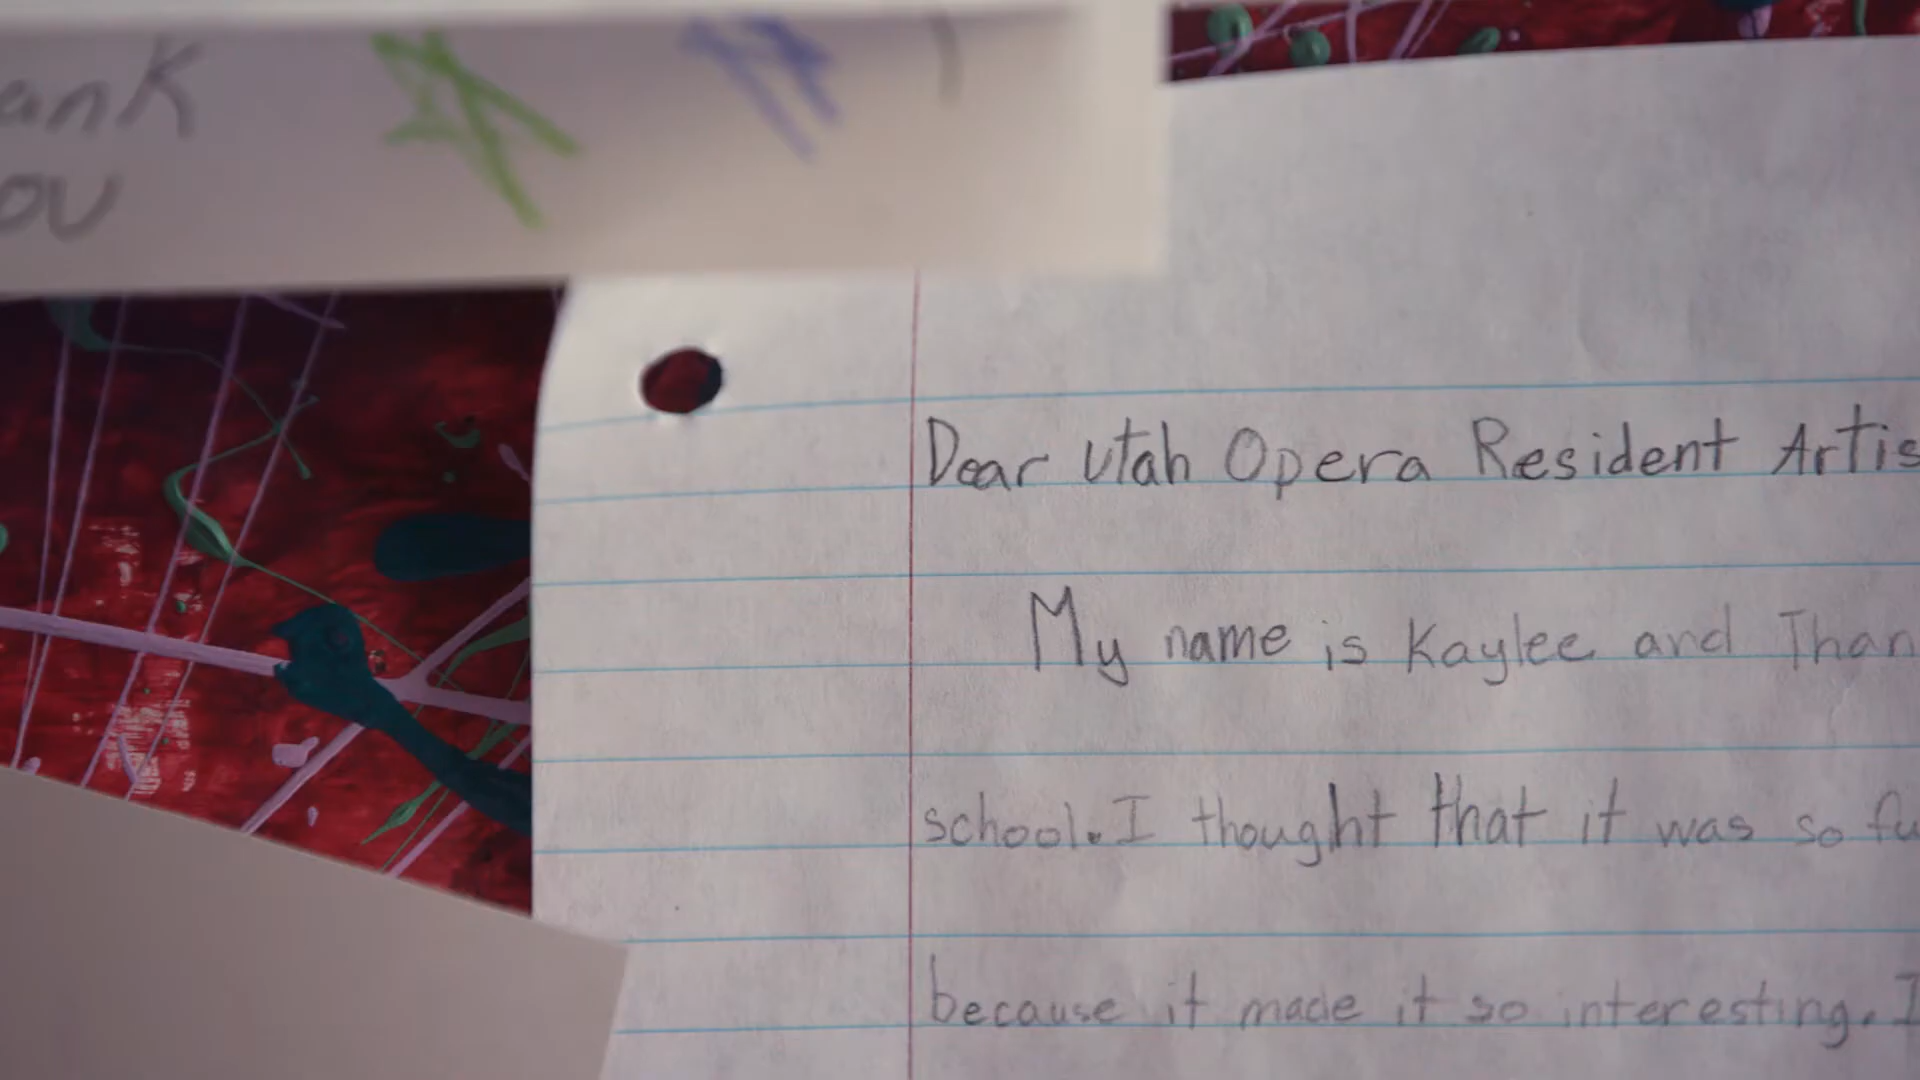 ank
ou
Dear Utah Opera Resident Artis
My name is Kaylee and Than
school. I thought that it was so fu
because it made it so interesting. I